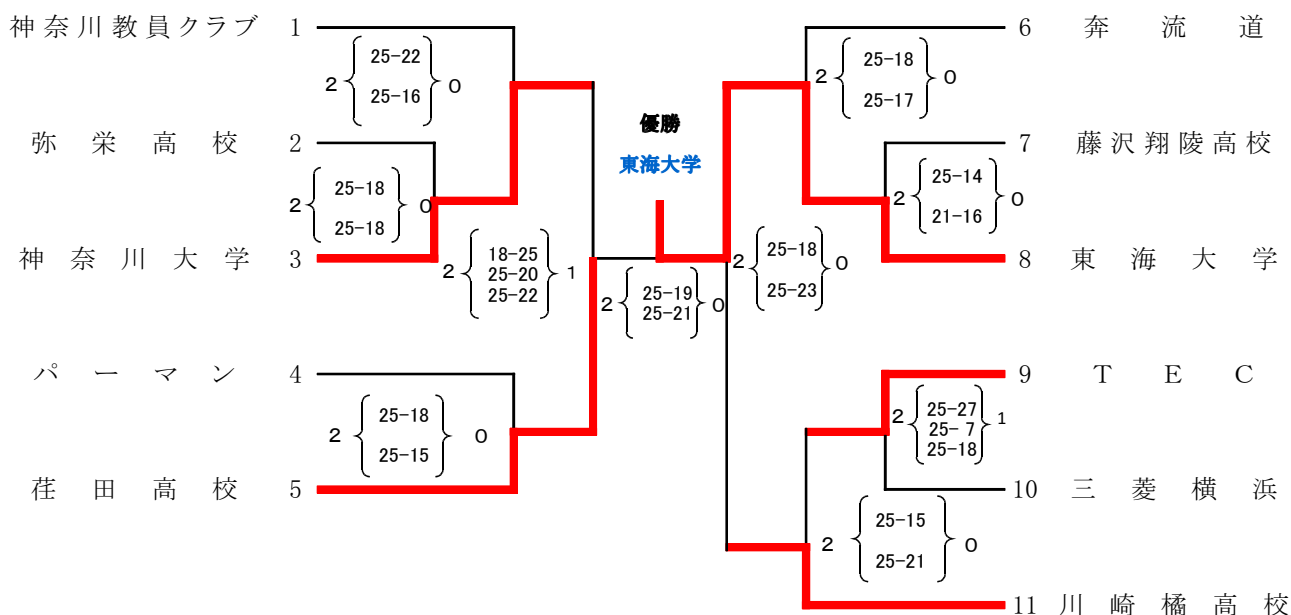 神奈川教員クラブ 1
2 25-22 0
25-16
弥栄高校 2
2 25-18 0
25-18
神奈川大学 3
2 18-25 1
25-20
25-22
パーマン 4
2 25-18 0
25-15
荏田高校 5
優勝
東海大学
2 25-19 0
25-21
6 奔流道
2 25-18 0
25-17
7 藤沢翔陵高校
2 25-14 0
21-16
8 東海大学
2 25-18 0
25-23
9 TEC
2 25-27 1
25- 7
25-18
10 三菱横浜
2 25-15 0
25-21
11 川崎橘高校